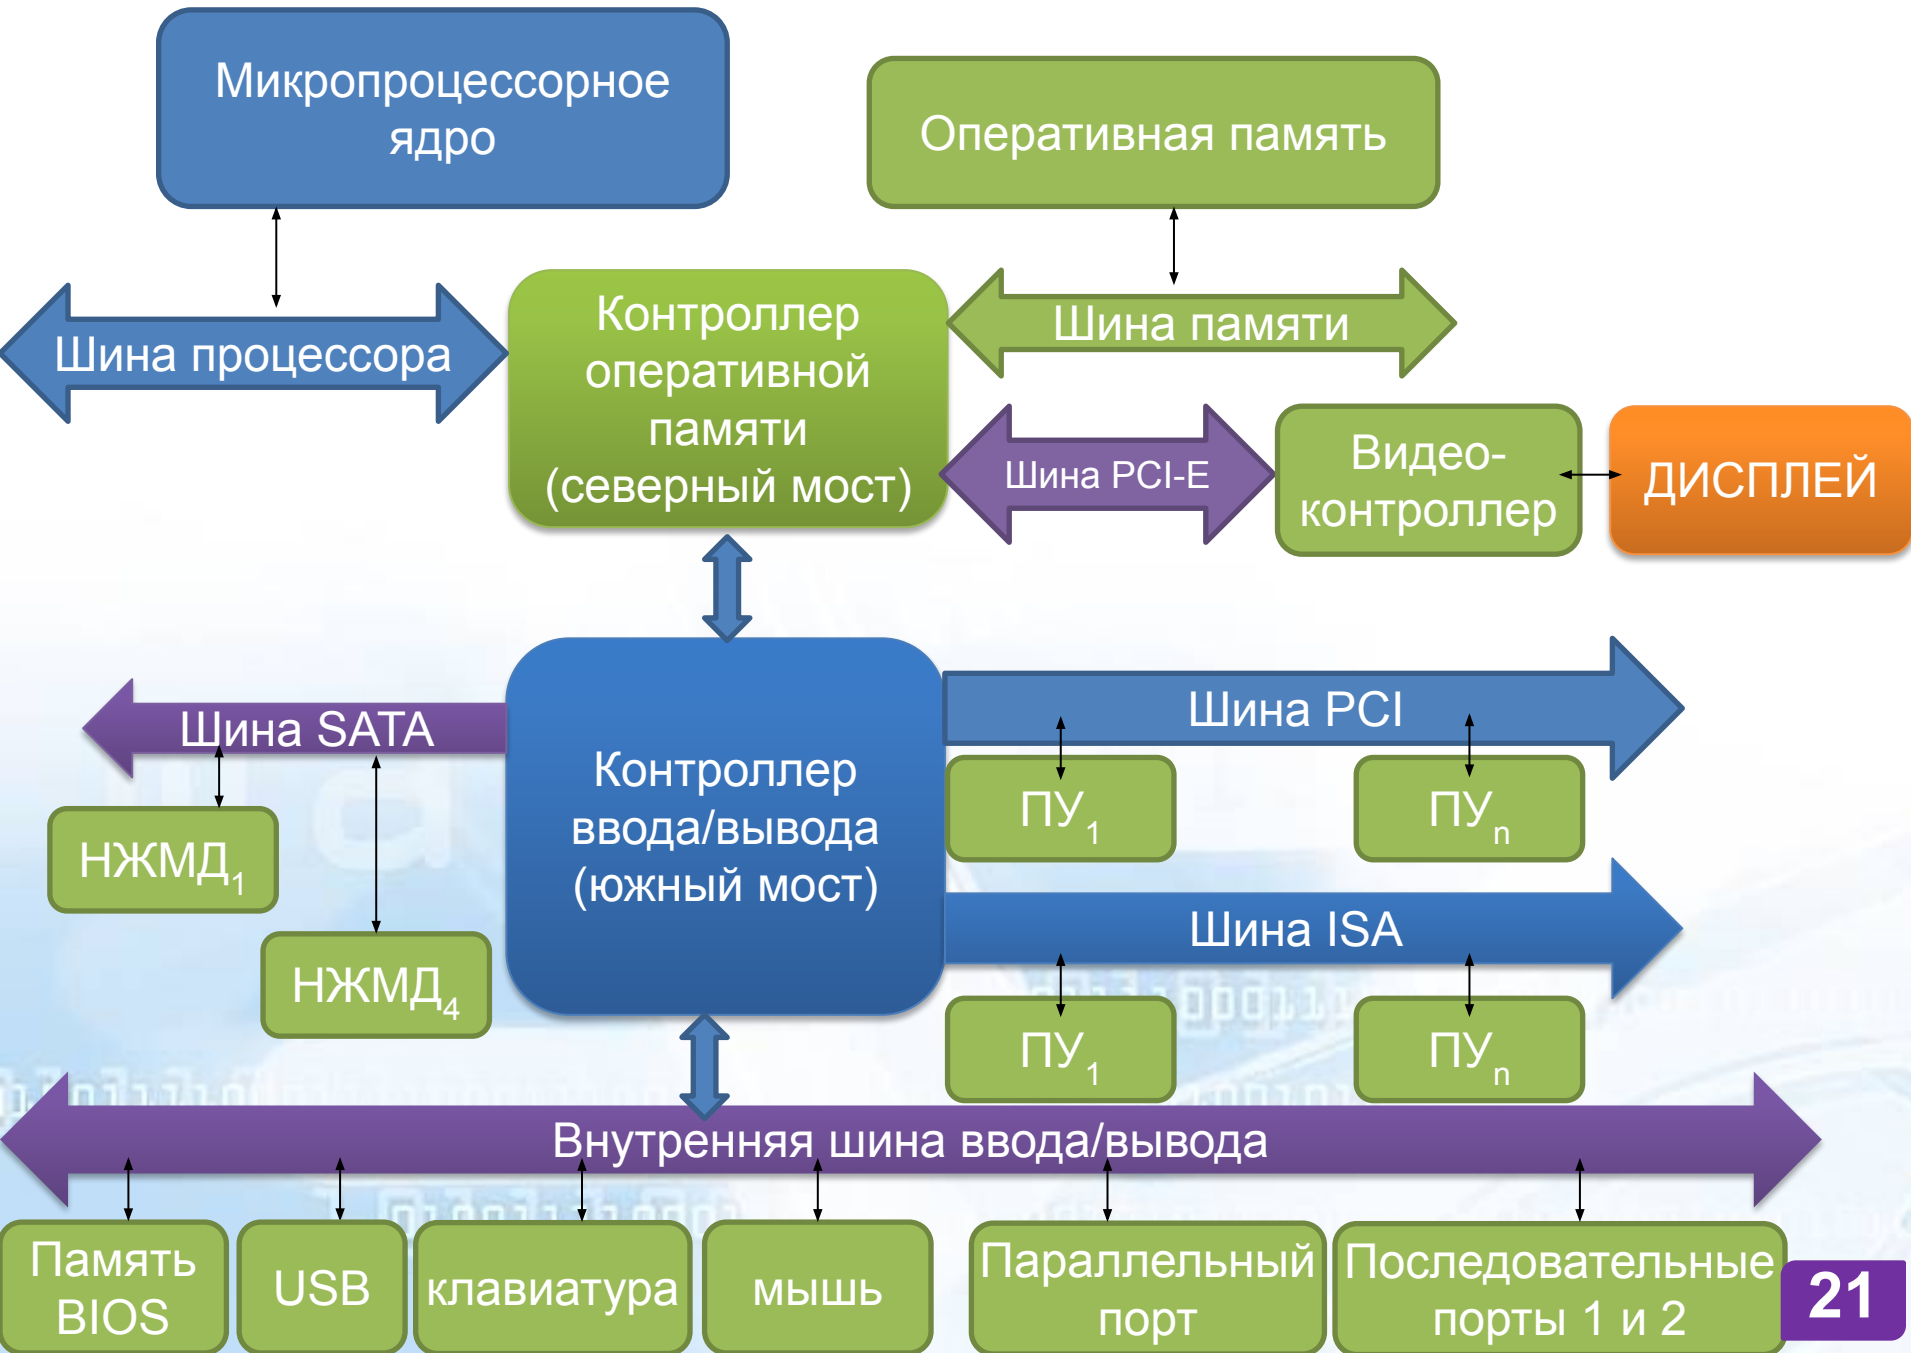 Микропроцессорное
ядро
Оперативная память
Шина процессора
Контроллер
оперативной
памяти
(северный мост)
Шина памяти
Шина PCI-E
Видео-
контроллер
ДИСПЛЕЙ
Шина SATA
НЖМД1
НЖМД4
Контроллер
ввода/вывода
(южный мост)
Шина PCI
ПУ1
ПУn
Шина ISA
ПУ1
ПУn
Внутренняя шина ввода/вывода
Память
BIOS
USB
клавиатура
мышь
Параллельный
порт
Последовательные
порты 1 и 2
21